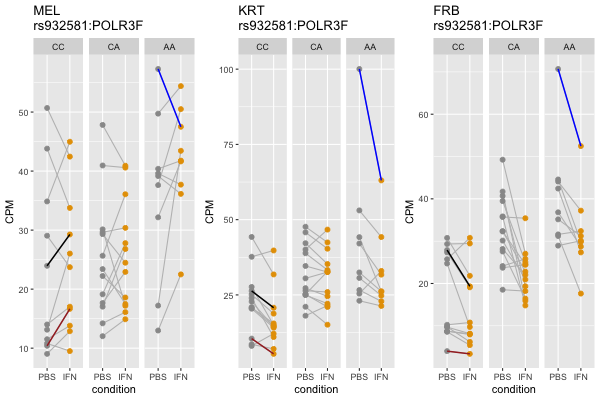 MEL
rs932581:POLR3F
CC CA AA
CPM
50
40
30
20
10
PBS IFN PBS IFN PBS IFN
condition
KRT
rs932581:POLR3F
CC CA AA
CPM
100
75
50
25
PBS IFN PBS IFN PBS IFN
condition
FRB
rs932581:POLR3F
CC CA AA
CPM
60
40
20
PBS IFN PBS IFN PBS IFN
condition